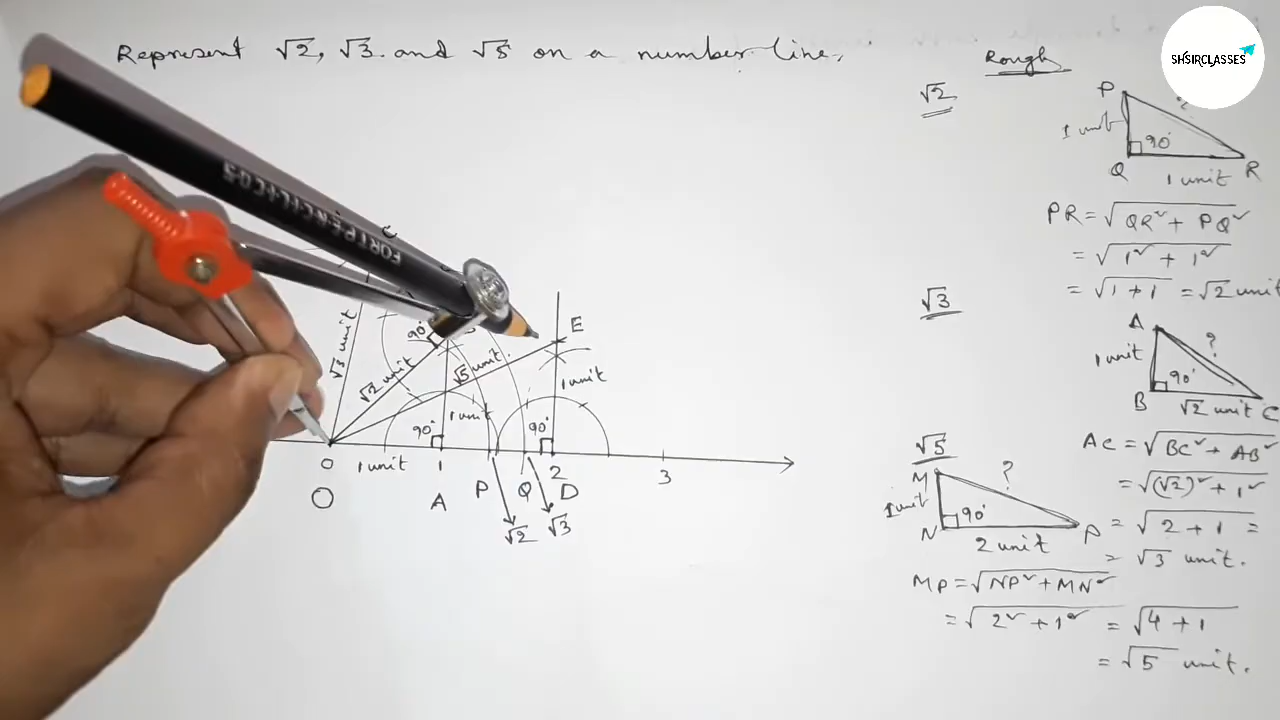 Represent √2, √3 and √5 on a number line.
Rough
SHSIRCLASSES
√2
P
?
1 unit
90°
Q
1 unit
R
PR = √QR² + PQ²
= √1² + 1²
= √1+1 = √2 unit
√3
A
?
1 unit
90°
B
√2 unit
C
AC = √BC² + AB²
= √(√2)² + 1²
= √2 + 1 =
= √3 unit.
√5
M
?
1 unit
90°
N
2 unit
P
MP = √NP² + MN²
= √2² + 1² = √4 + 1
= √5 unit.
FORTPENCIL+COS
C
90°
E
√3 unit
√2 unit
√5 unit
1 unit
1 unit
90°
90°
0
1 unit
1
2
3
O
A
P
Q
D
√2
√3